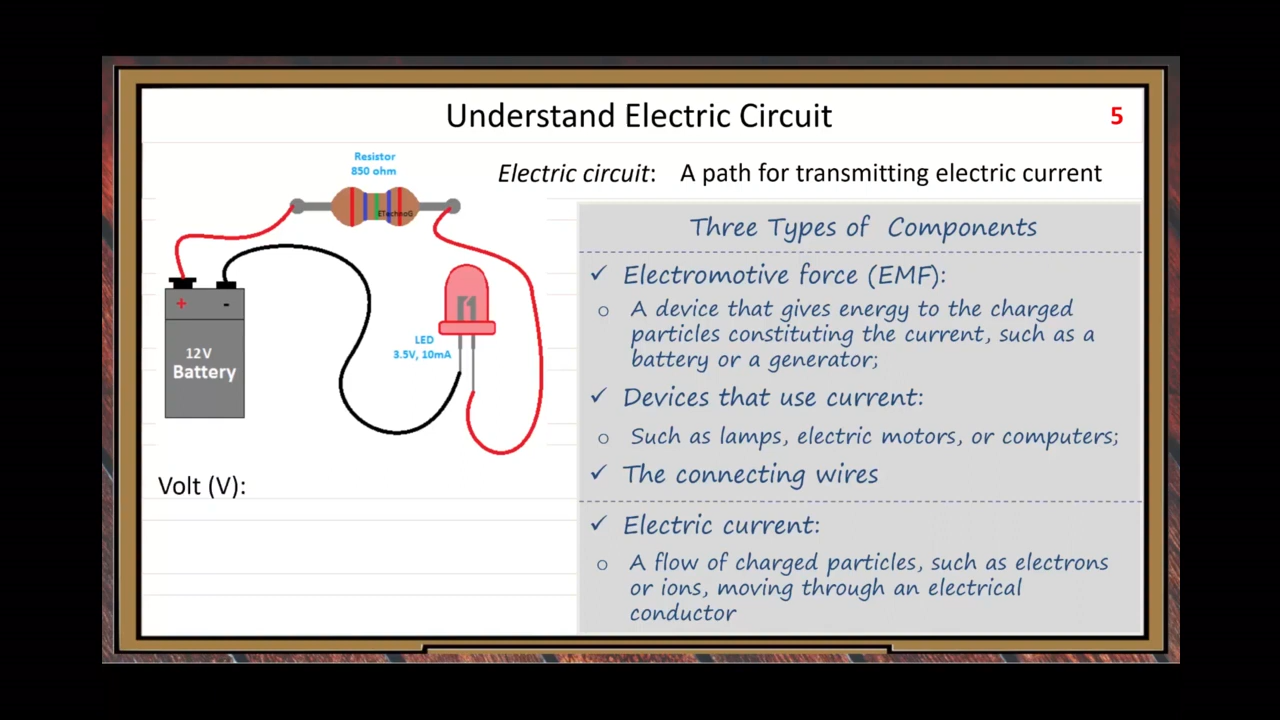 Understand Electric Circuit
5
Resistor
850 ohm
ETechnoG
Electric circuit: A path for transmitting electric current
+
-
12V
Battery
LED
3.5V, 10mA
Volt (V):
Three Types of Components
✓ Electromotive force (EMF):
o A device that gives energy to the charged
particles constituting the current, such as a
battery or a generator;
✓ Devices that use current:
o Such as lamps, electric motors, or computers;
✓ The connecting wires
✓ Electric current:
o A flow of charged particles, such as electrons
or ions, moving through an electrical
conductor